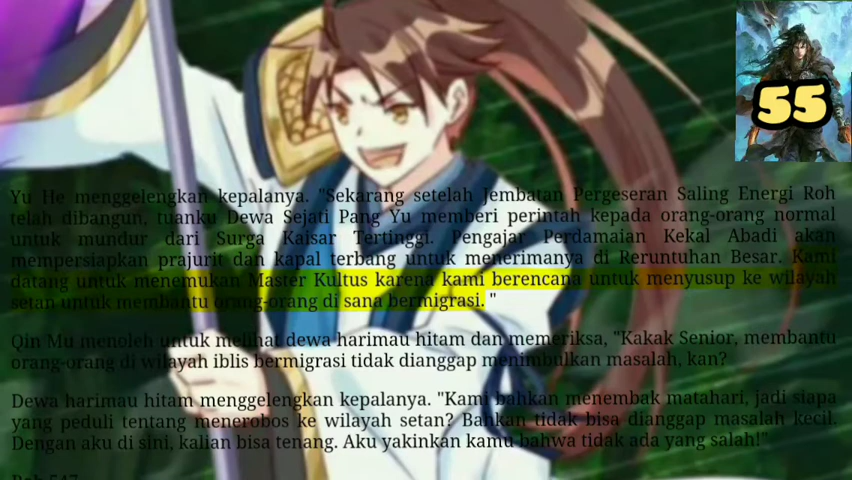 55
Yu He menggelengkan kepalanya. "Sekarang setelah Jembatan Pergeseran Saling Energi Roh
telah dibangun, tuanku Dewa Sejati Pang Yu memberi perintah kepada orang-orang normal
untuk mundur dari Surga Kaisar Tertinggi. Pengajar Perdamaian Kekal Abadi akan
mempersiapkan prajurit dan kapal terbang untuk menerimanya di Reruntuhan Besar. Kami
datang untuk menemukan Master Kultus karena kami berencana untuk menyusup ke wilayah
setan untuk membantu orang-orang di sana bermigrasi. "
Qin Mu menoleh untuk melihat dewa harimau hitam dan memeriksa, "Kakak Senior, membantu
orang-orang di wilayah iblis bermigrasi tidak dianggap menimbulkan masalah, kan?
Dewa harimau hitam menggelengkan kepalanya. "Kami bahkan menembak matahari, jadi siapa
yang peduli tentang menerobos ke wilayah setan? Bahkan tidak bisa dianggap masalah kecil.
Dengan aku di sini, kalian bisa tenang. Aku yakinkan kamu bahwa tidak ada yang salah!"
Bab 547